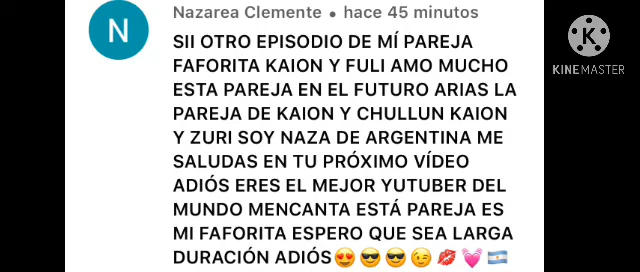 N
Nazarea Clemente • hace 45 minutos
SII OTRO EPISODIO DE MÍ PAREJA
FAFORITA KAION Y FULI AMO MUCHO
ESTA PAREJA EN EL FUTURO ARIAS LA
PAREJA DE KAION Y CHULLUN KAION
Y ZURI SOY NAZA DE ARGENTINA ME
SALUDAS EN TU PRÓXIMO VÍDEO
ADIÓS ERES EL MEJOR YUTUBER DEL
MUNDO MENCANTA ESTÁ PAREJA ES
MI FAFORITA ESPERO QUE SEA LARGA
DURACIÓN ADIÓS😍😎😎😉💋💓🇦🇷
K
KINEMASTER